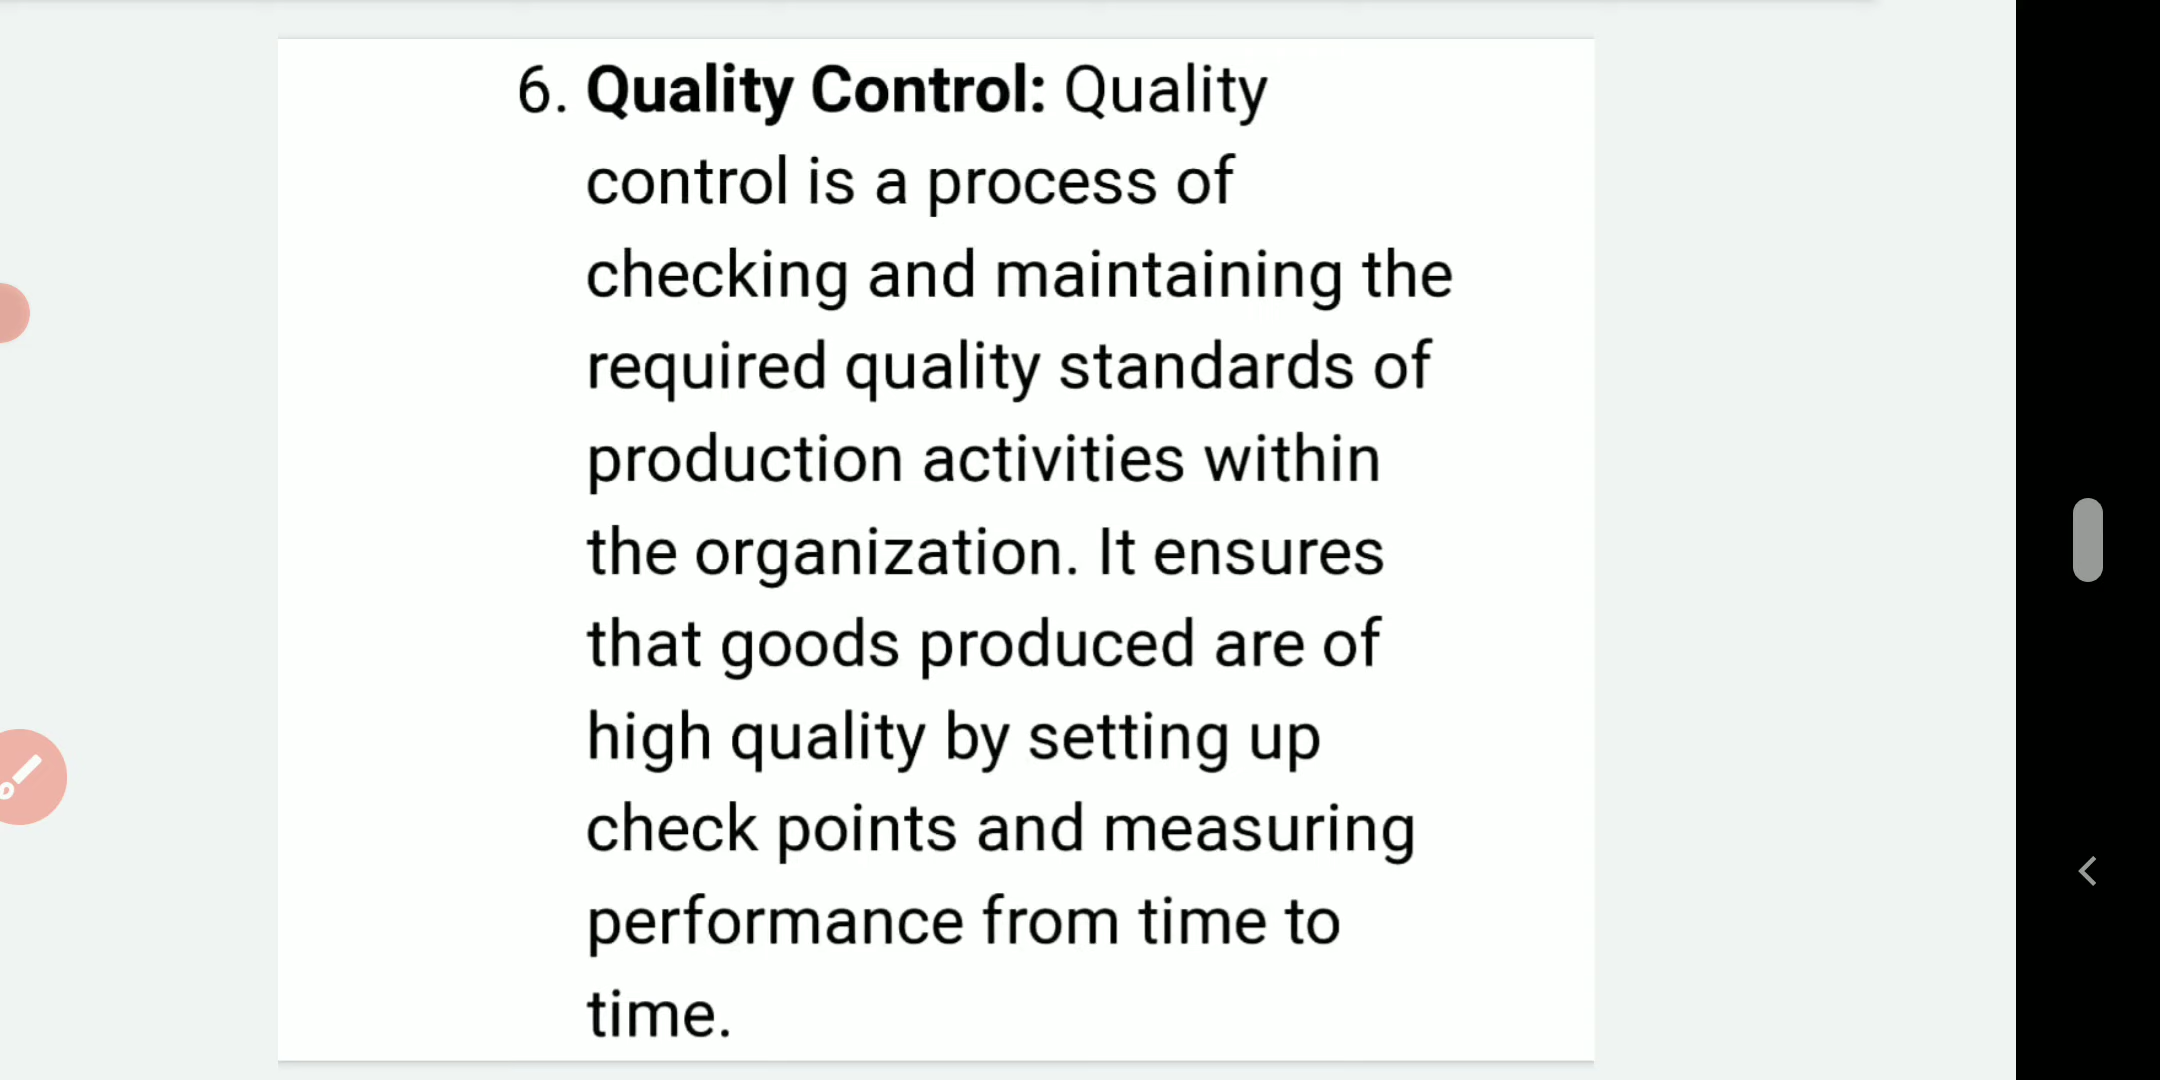 6. Quality Control: Quality
control is a process of
checking and maintaining the
required quality standards of
production activities within
the organization. It ensures
that goods produced are of
high quality by setting up
check points and measuring
performance from time to
time.